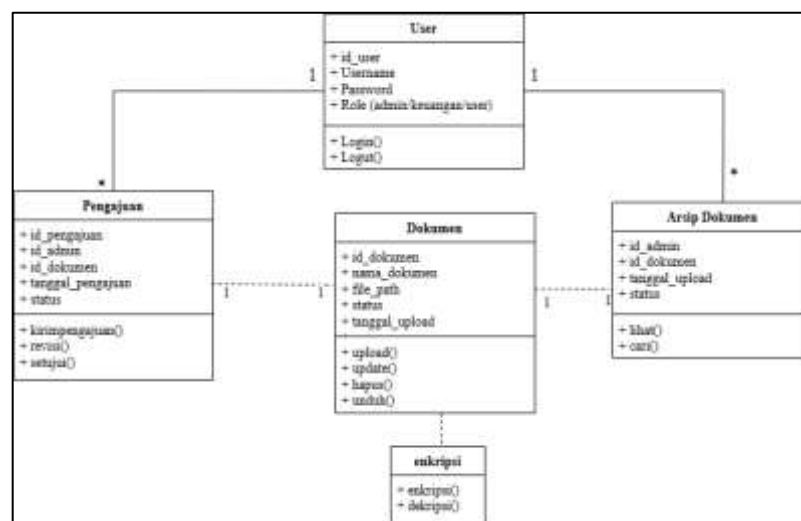 User
+ id_user
+ Username
+ Password
+ Role (admin/keuangan/user)
+ Login()
+ Logut()
1
1
*
*
Pengajuan
+ id_pengajuan
+ id_admin
+ id_dokumen
+ tanggal_pengajuan
+ status
+ kirimpengajuan()
+ revisi()
+ setujui()
1
1
Dokumen
+ id_dokumen
+ nama_dokumen
+ file_path
+ status
+ tanggal_upload
+ upload()
+ update()
+ hapus()
+ unduh()
1
1
Arsip Dokumen
+ id_admin
+ id_dokumen
+ tanggal_upload
+ status
+ lihat()
+ cari()
enkripsi
+ enkripsi()
+ dekripsi()